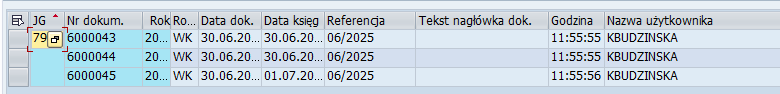 JG Nr dokum. Rok Ro... Data dok. Data księg Referencja Tekst nagłówka dok. Godzina Nazwa użytkownika
79 6000043 20... WK 30.06.20... 30.06.20... 06/2025 11:55:55 KBUDZINSKA
6000044 20... WK 30.06.20... 30.06.20... 06/2025 11:55:55 KBUDZINSKA
6000045 20... WK 30.06.20... 01.07.20... 06/2025 11:55:56 KBUDZINSKA